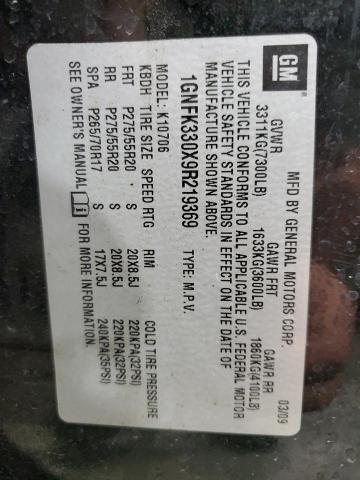 GM
MFD BY GENERAL MOTORS CORP. 03/09
GVWR GAWR FRT GAWR RR
3311KG(7300LB) 1633KG(3600LB) 1860KG(4100LB)
THIS VEHICLE CONFORMS TO ALL APPLICABLE U.S. FEDERAL MOTOR
VEHICLE SAFETY STANDARDS IN EFFECT ON THE DATE OF
MANUFACTURE SHOWN ABOVE.
1GNFK330X9R219369 TYPE: M.P.V.
MODEL: K10706
KBDH TIRE SIZE SPEED RTG RIM COLD TIRE PRESSURE
FRT P275/55R20 S 20X8.5J 220KPA(32PSI)
RR P275/55R20 S 20X8.5J 220KPA(32PSI)
SPA P265/70R17 S 17X7.5J 240KPA(35PSI)
SEE OWNER'S MANUAL FOR MORE INFORMATION.